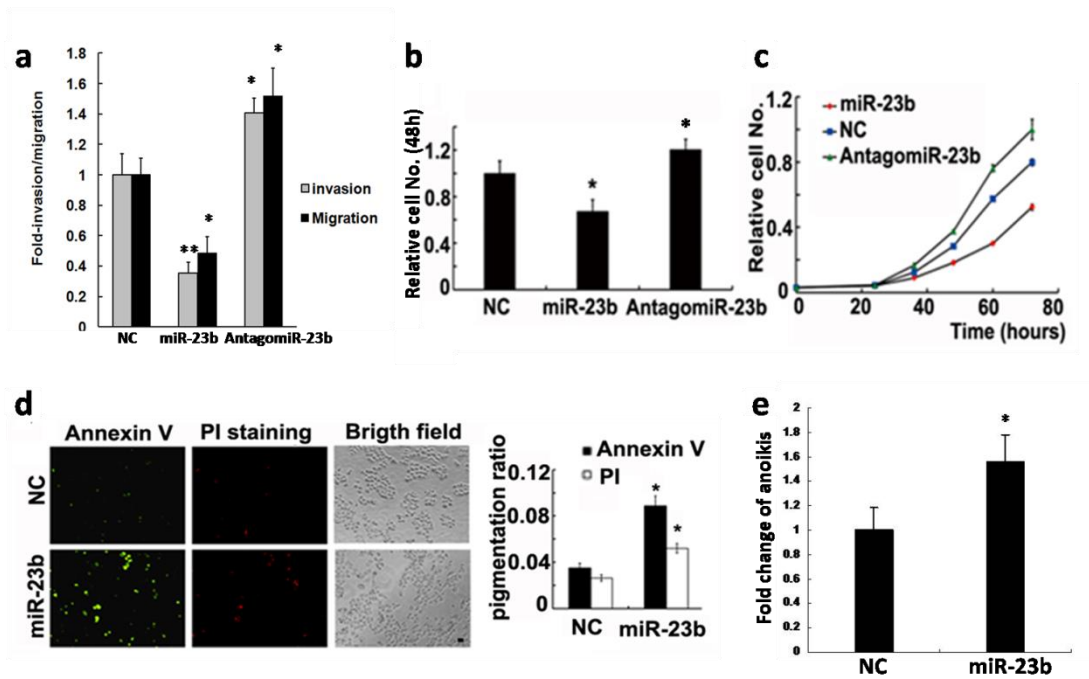 a
1.8
1.6
1.4
1.2
1
0.8
0.6
0.4
0.2
0
Fold-invasion/migration
*
*
**
*
invasion
Migration
NC miR-23b AntagomiR-23b
b
Relative cell No. (48h)
1.2
0.8
0.4
0
*
*
NC miR-23b AntagomiR-23b
c
Relative cell No.
1.2
0.8
0.4
0.0
miR-23b
NC
AntagomiR-23b
0 20 40 60 80
Time (hours)
d
Annexin V PI staining Brigth field
NC
miR-23b
pigmentation ratio
0.12
0.08
0.04
0
Annexin V
PI
*
*
NC miR-23b
e
Fold change of anoikis
2
1.8
1.6
1.4
1.2
1
0.8
0.6
0.4
0.2
0
*
NC miR-23b